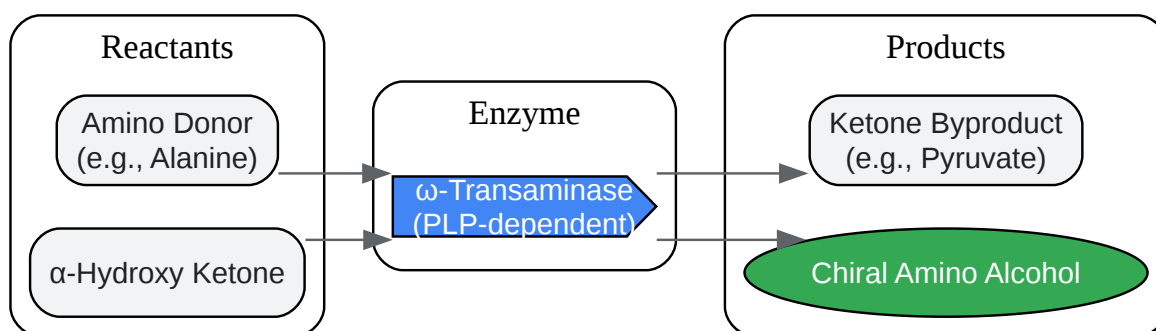 Reactants
Amino Donor
(e.g., Alanine)
α-Hydroxy Ketone
Enzyme
ω-Transaminase
(PLP-dependent)
Products
Ketone Byproduct
(e.g., Pyruvate)
Chiral Amino Alcohol